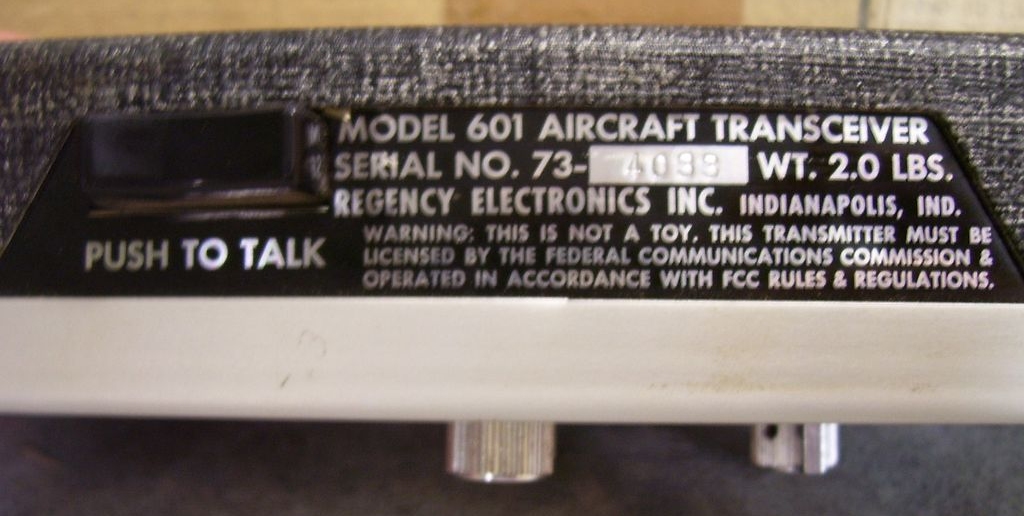 MODEL 601 AIRCRAFT TRANSCEIVER
SERIAL NO. 73- WT. 2.0 LBS.
REGENCY ELECTRONICS INC. INDIANAPOLIS, IND.
PUSH TO TALK
WARNING: THIS IS NOT A TOY. THIS TRANSMITTER MUST BE
LICENSED BY THE FEDERAL COMMUNICATIONS COMMISSION &
OPERATED IN ACCORDANCE WITH FCC RULES & REGULATIONS.